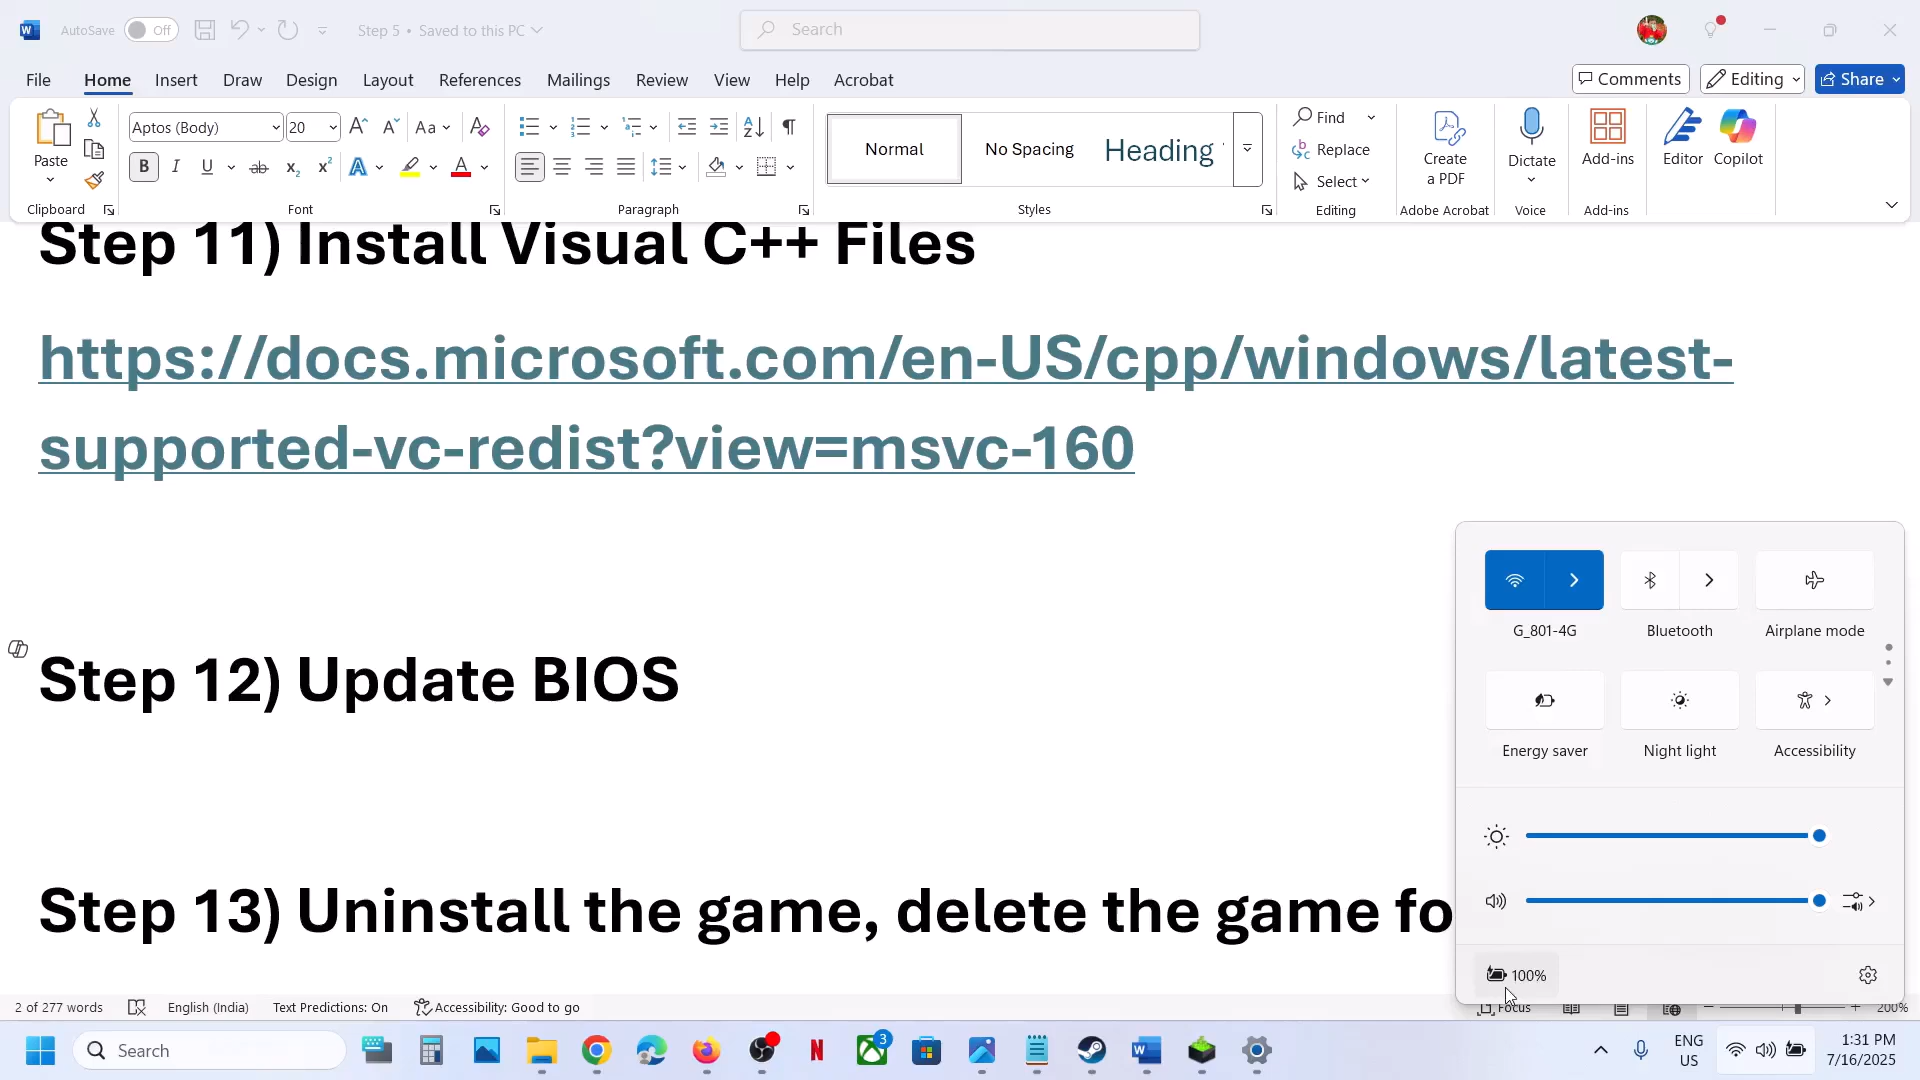 AutoSave Off Step 5 • Saved to this PC Search
File Home Insert Draw Design Layout References Mailings Review View Help Acrobat Comments Editing Share
Paste Aptos (Body) 20 Aa Normal No Spacing Heading Find Replace Select Create a PDF Dictate Add-ins Editor Copilot
Clipboard Font Paragraph Styles Editing Adobe Acrobat Voice Add-ins
Step 11) Install Visual C++ Files
https://docs.microsoft.com/en-US/cpp/windows/latest-
supported-vc-redist?view=msvc-160
G_801-4G Bluetooth Airplane mode
Step 12) Update BIOS
Energy saver Night light Accessibility
Step 13) Uninstall the game, delete the game fo
100%
2 of 277 words English (India) Text Predictions: On Accessibility: Good to go Focus 200%
Search 3 ENG US 1:31 PM 7/16/2025